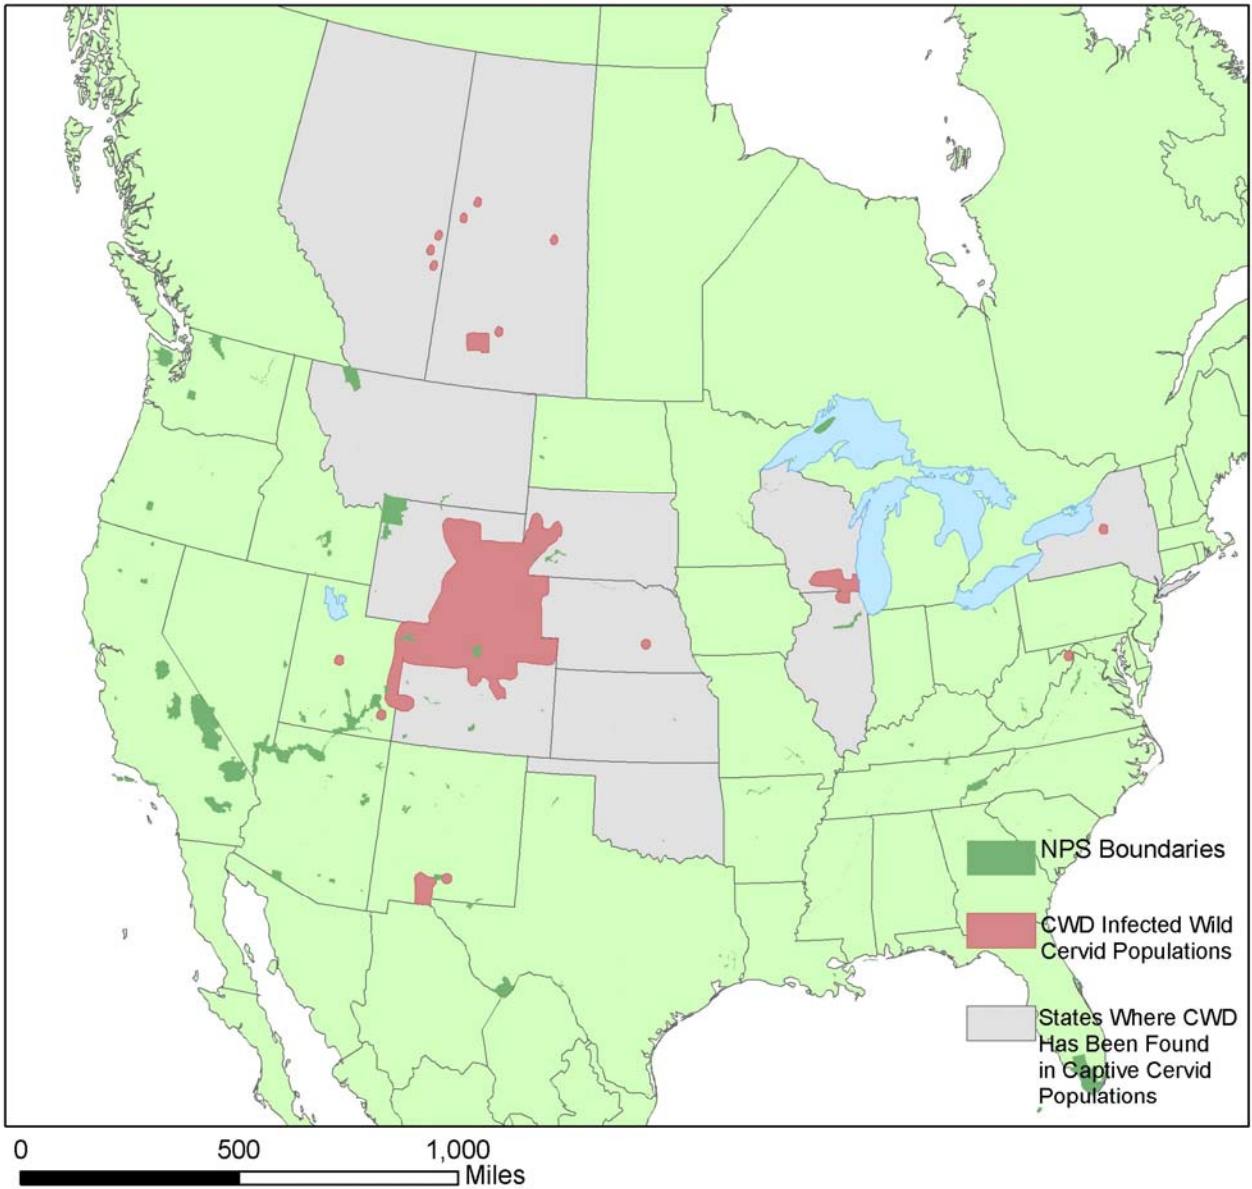 NPS Boundaries
CWD Infected Wild
Cervid Populations
States Where CWD
Has Been Found
in Captive Cervid
Populations
0 500 1,000
Miles